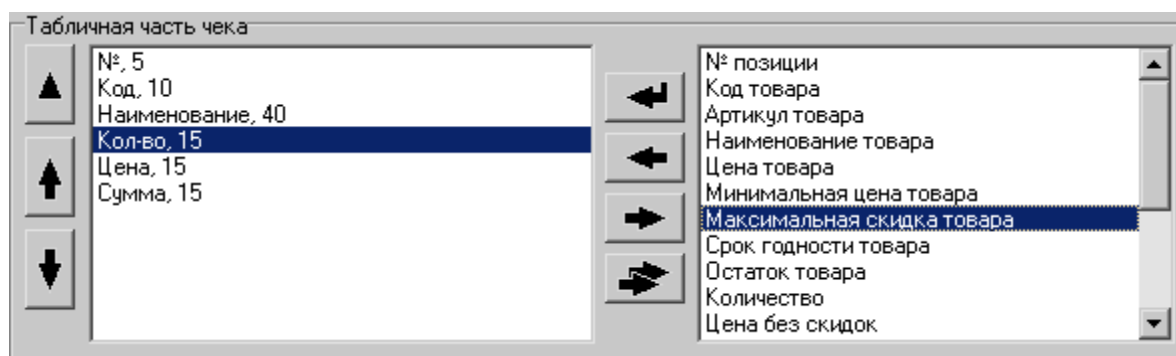 Табличная часть чека
№, 5
Код, 10
Наименование, 40
Кол-во, 15
Цена, 15
Сумма, 15
№ позиции
Код товара
Артикул товара
Наименование товара
Цена товара
Минимальная цена товара
Максимальная скидка товара
Срок годности товара
Остаток товара
Количество
Цена без скидок